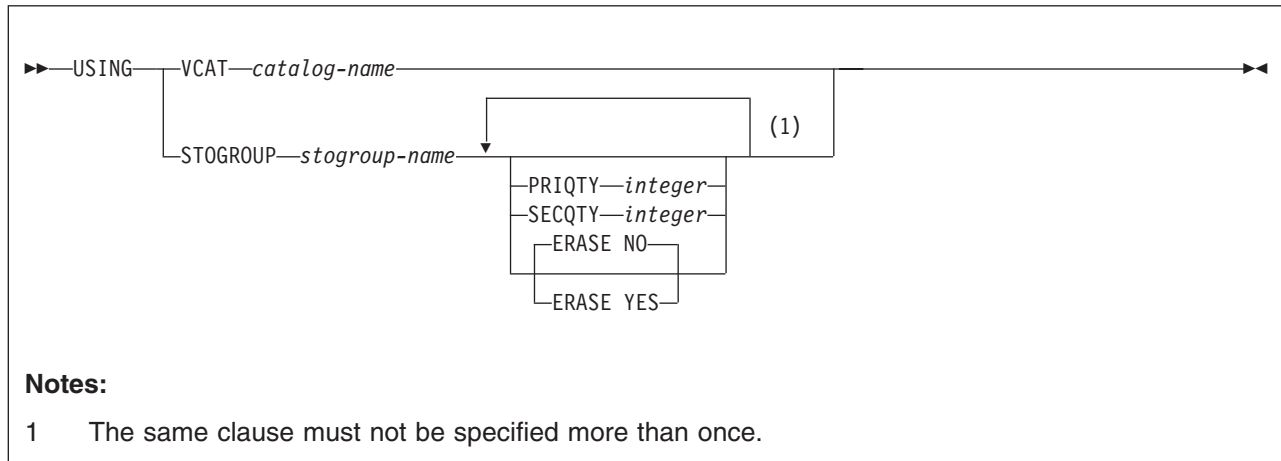 USING VCAT catalog-name
(1)
STOGROUP stogroup-name
PRIQTY integer
SECQTY integer
ERASE NO
ERASE YES
Notes:
1 The same clause must not be specified more than once.